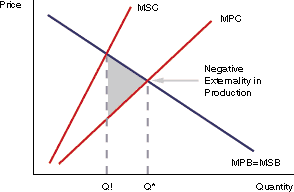 Price
MSC
MPC
Negative
Externality in
Production
MPB=MSB
Q!
Q*
Quantity